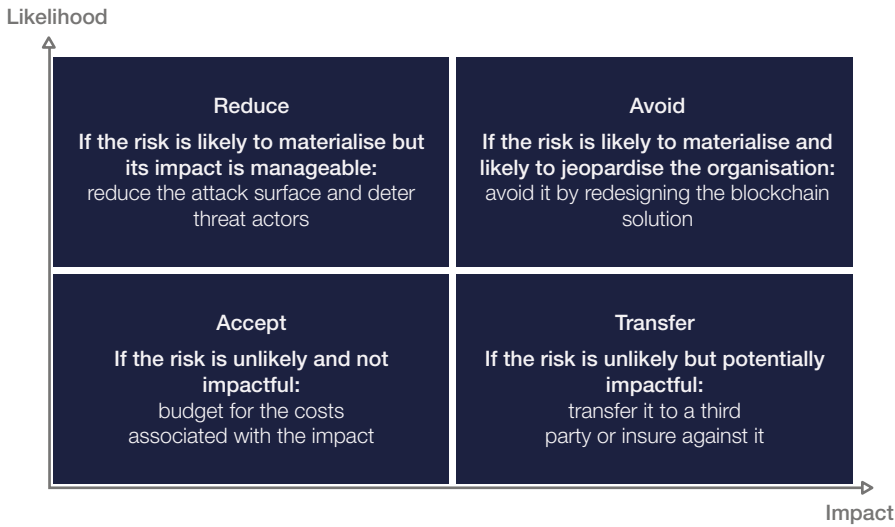 Likelihood
Reduce
If the risk is likely to materialise but
its impact is manageable:
reduce the attack surface and deter
threat actors
Avoid
If the risk is likely to materialise and
likely to jeopardise the organisation:
avoid it by redesigning the blockchain
solution
Accept
If the risk is unlikely and not
impactful:
budget for the costs
associated with the impact
Transfer
If the risk is unlikely but potentially
impactful:
transfer it to a third
party or insure against it
Impact